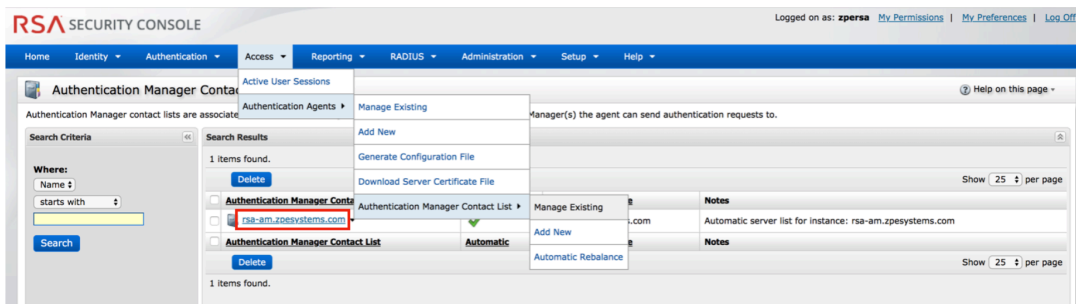 RSA SECURITY CONSOLE
Logged on as: zpersa My Permissions | My Preferences | Log Off
Home Identity Authentication Access Reporting RADIUS Administration Setup Help
Active User Sessions
Authentication Manager Contac
Help on this page
Authentication Agents
Manage Existing
Authentication Manager contact lists are associate
Manager(s) the agent can send authentication requests to.
Add New
Search Criteria
Search Results
1 items found.
Generate Configuration File
Where:
Name
Delete
Download Server Certificate File
Show 25 per page
starts with
Authentication Manager Conta
Authentication Manager Contact List
Manage Existing
Notes
rsa-am.zpesystems.com
s.com
Automatic server list for instance: rsa-am.zpesystems.com
Add New
Search
Authentication Manager Contact List
Automatic
Notes
Automatic Rebalance
Delete
Show 25 per page
1 items found.